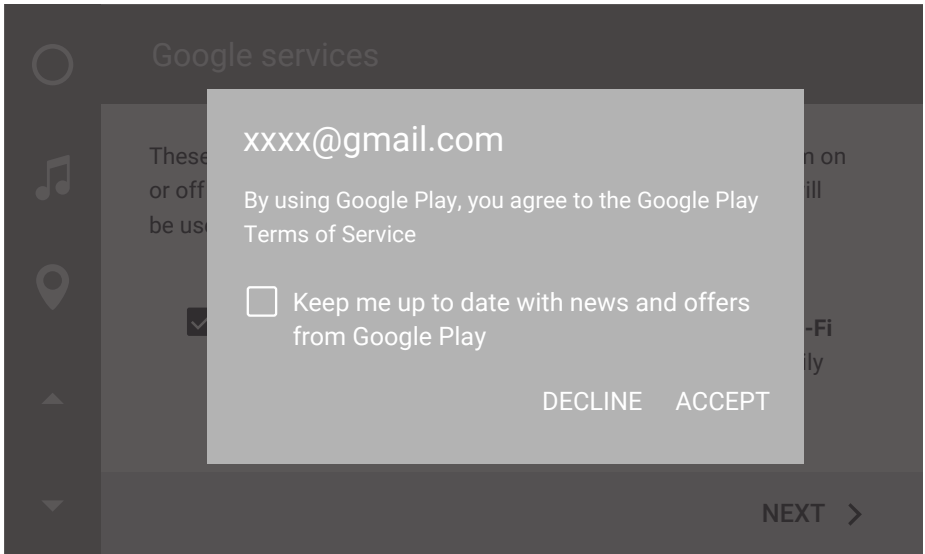 Google services
xxxx@gmail.com
These
n on
or off
ill
By using Google Play, you agree to the Google Play
be us
Terms of Service
Keep me up to date with news and offers
-Fi
from Google Play
ily
DECLINE ACCEPT
NEXT